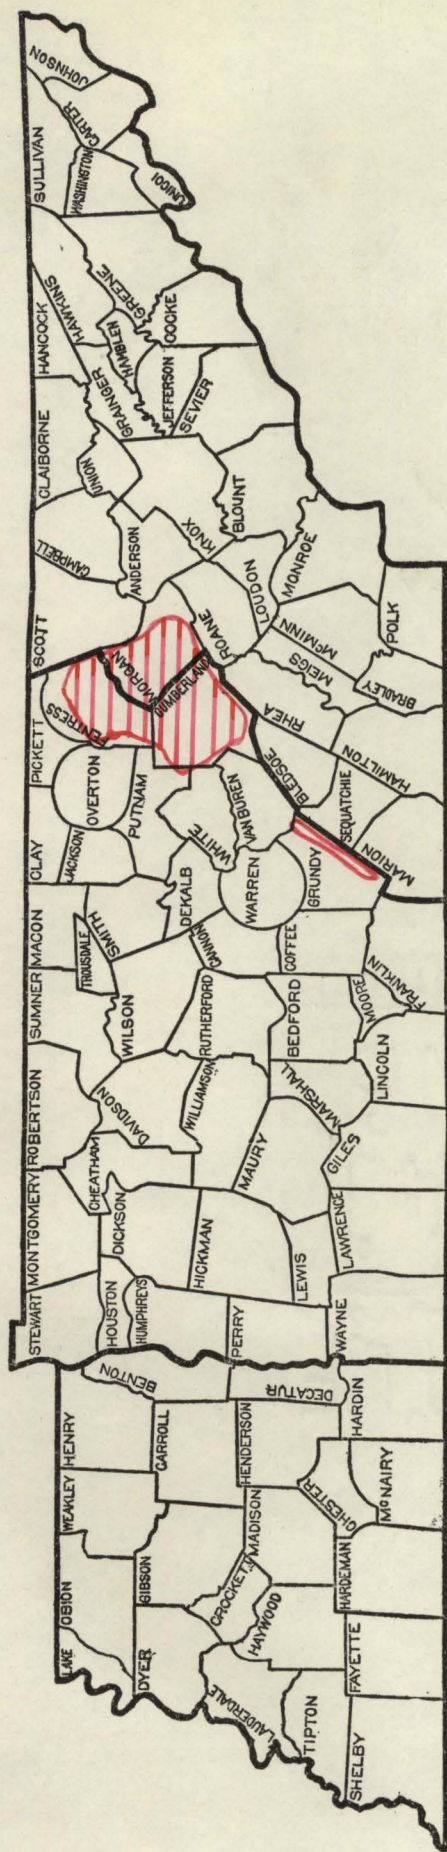 LAKE
OBION
WEAKLEY
HENRY
STEWART
MONTGOMERY
ROBERTSON
SUMNER
MACON
CLAY
PICKETT
SCOTT
CAMPBELL
CLAIBORNE
HANCOCK
HAWKINS
SULLIVAN
JOHNSON
CARTER
WASHINGTON
UNICOI
GREENE
HAMBLEN
GRAINGER
UNION
COCKE
JEFFERSON
SEVIER
KNOX
ANDERSON
BLOUNT
MORGAN
FENTRESS
OVERTON
JACKSON
PUTNAM
SMITH
TROUSDALE
WILSON
DAVIDSON
CHEATHAM
DICKSON
HOUSTON
HUMPHREYS
BENTON
CARROLL
GIBSON
DYER
LAUDERDALE
CROCKETT
HAYWOOD
MADISON
HENDERSON
DECATUR
PERRY
HICKMAN
WILLIAMSON
MAURY
RUTHERFORD
CANNON
DEKALB
WHITE
VAN BUREN
WARREN
CUMBERLAND
ROANE
LOUDON
MONROE
MCMINN
MEIGS
RHEA
BLEDSOE
SEQUATCHIE
HAMILTON
BRADLEY
POLK
MARION
GRUNDY
COFFEE
BEDFORD
MOORE
FRANKLIN
LINCOLN
MARSHALL
GILES
LEWIS
LAWRENCE
WAYNE
HARDIN
CHESTER
McNAIRY
HARDEMAN
FAYETTE
TIPTON
SHELBY